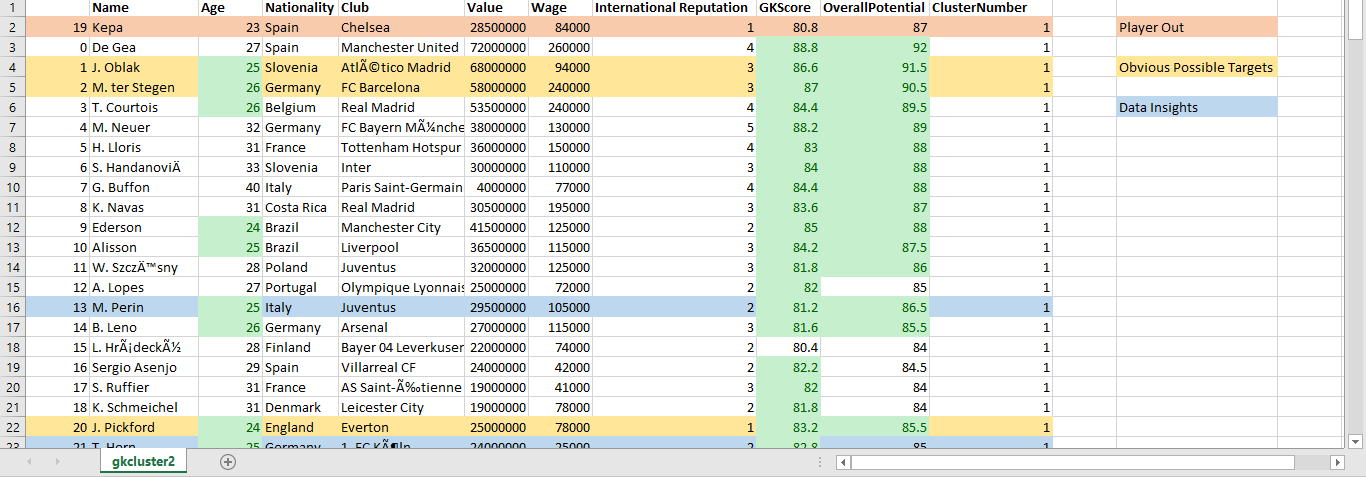 1 Name Age Nationality Club Value Wage International Reputation GKScore OverallPotential ClusterNumber
2 19 Kepa 23 Spain Chelsea 28500000 84000 1 80.8 87 1 Player Out
3 0 De Gea 27 Spain Manchester United 72000000 260000 4 88.8 92 1
4 1 J. Oblak 25 Slovenia AtlÃ©tico Madrid 68000000 94000 3 86.6 91.5 1 Obvious Possible Targets
5 2 M. ter Stegen 26 Germany FC Barcelona 58000000 240000 3 87 90.5 1
6 3 T. Courtois 26 Belgium Real Madrid 53500000 240000 4 84.4 89.5 1 Data Insights
7 4 M. Neuer 32 Germany FC Bayern MÃ¼nche 38000000 130000 5 88.2 89 1
8 5 H. Lloris 31 France Tottenham Hotspur 36000000 150000 4 83 88 1
9 6 S. HandanoviÄ 33 Slovenia Inter 30000000 110000 3 84 88 1
10 7 G. Buffon 40 Italy Paris Saint-Germain 4000000 77000 4 84.4 88 1
11 8 K. Navas 31 Costa Rica Real Madrid 30500000 195000 3 83.6 87 1
12 9 Ederson 24 Brazil Manchester City 41500000 125000 2 85 88 1
13 10 Alisson 25 Brazil Liverpool 36500000 115000 3 84.2 87.5 1
14 11 W. SzczÄ™sny 28 Poland Juventus 32000000 125000 3 81.8 86 1
15 12 A. Lopes 27 Portugal Olympique Lyonnais 25000000 72000 2 82 85 1
16 13 M. Perin 25 Italy Juventus 29500000 105000 2 81.2 86.5 1
17 14 B. Leno 26 Germany Arsenal 27000000 115000 3 81.6 85.5 1
18 15 L. HrÃ¡deckÃ½ 28 Finland Bayer 04 Leverkusen 22000000 74000 2 80.4 84 1
19 16 Sergio Asenjo 29 Spain Villarreal CF 24000000 42000 2 82.2 84.5 1
20 17 S. Ruffier 31 France AS Saint-Ã‰tienne 19000000 41000 3 82 84 1
21 18 K. Schmeichel 31 Denmark Leicester City 19000000 78000 2 81.8 84 1
22 20 J. Pickford 24 England Everton 25000000 78000 1 83.2 85.5 1
23 21 T. Horn 25 Germany 1. FC KÃ¶ln 24000000 25000 2 82.8 85 1
gkcluster2